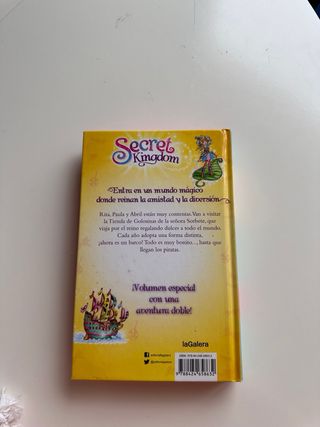 Secret
Kingdom
Entra en un mundo mágico
donde reinan la amistad y la diversión
Rita, Paula y Abril están muy contentas. Van a visitar
la Tienda de Golosinas de la señora Sorbete, que
viaja por el reino regalando dulces a todo el mundo.
Cada año adopta una forma distinta,
¡ahora es un barco! Todo es muy bonito..., hasta que
llegan los piratas.
¡Volumen especial
con una
aventura doble!
laGalera
9 788424 658632